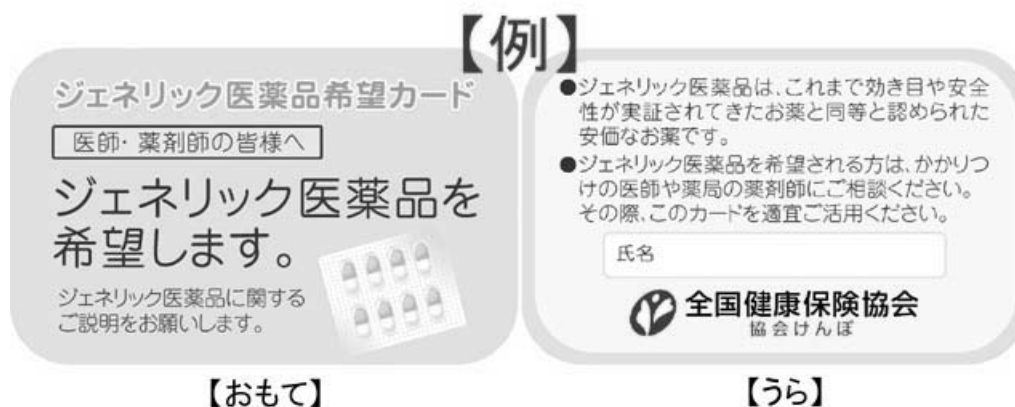 【例】
ジェネリック医薬品希望カード
医師・薬剤師の皆様へ
ジェネリック医薬品を
希望します。
ジェネリック医薬品に関する
ご説明をお願いします。
【おもて】
●ジェネリック医薬品は、これまで効き目や安全
性が実証されてきたお薬と同等と認められた
安価なお薬です。
●ジェネリック医薬品を希望される方は、かかりつ
けの医師や薬局の薬剤師にご相談ください。
その際、このカードを適宜ご活用ください。
氏名
全国健康保険協会
協会けんぽ
【うら】